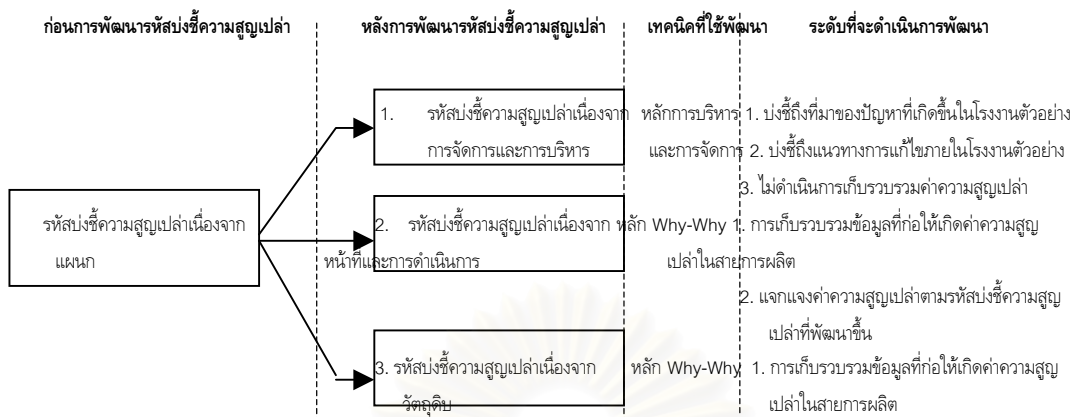 ก่อนการพัฒนารหัสบ่งชี้ความสูญเปล่า หลังการพัฒนารหัสบ่งชี้ความสูญเปล่า เทคนิคที่ใช้พัฒนา ระดับที่จะดำเนินการพัฒนา
1. รหัสบ่งชี้ความสูญเปล่าเนื่องจาก หลักการบริหาร 1. บ่งชี้ถึงที่มาของปัญหาที่เกิดขึ้นในโรงงานตัวอย่าง
การจัดการและการบริหาร และการจัดการ 2. บ่งชี้ถึงแนวทางการแก้ไขภายในโรงงานตัวอย่าง
3. ไม่ดำเนินการเก็บรวบรวมค่าความสูญเปล่า
รหัสบ่งชี้ความสูญเปล่าเนื่องจาก 2. รหัสบ่งชี้ความสูญเปล่าเนื่องจาก หลัก Why-Why 1. การเก็บรวบรวมข้อมูลที่ก่อให้เกิดค่าความสูญ
แผนก หน้าที่และการดำเนินการ เปล่าในสายการผลิต
2. แจกแจงค่าความสูญเปล่าตามรหัสบ่งชี้ความสูญ
เปล่าที่พัฒนาขึ้น
3. รหัสบ่งชี้ความสูญเปล่าเนื่องจาก หลัก Why-Why 1. การเก็บรวบรวมข้อมูลที่ก่อให้เกิดค่าความสูญ
วัตถุดิบ เปล่าในสายการผลิต